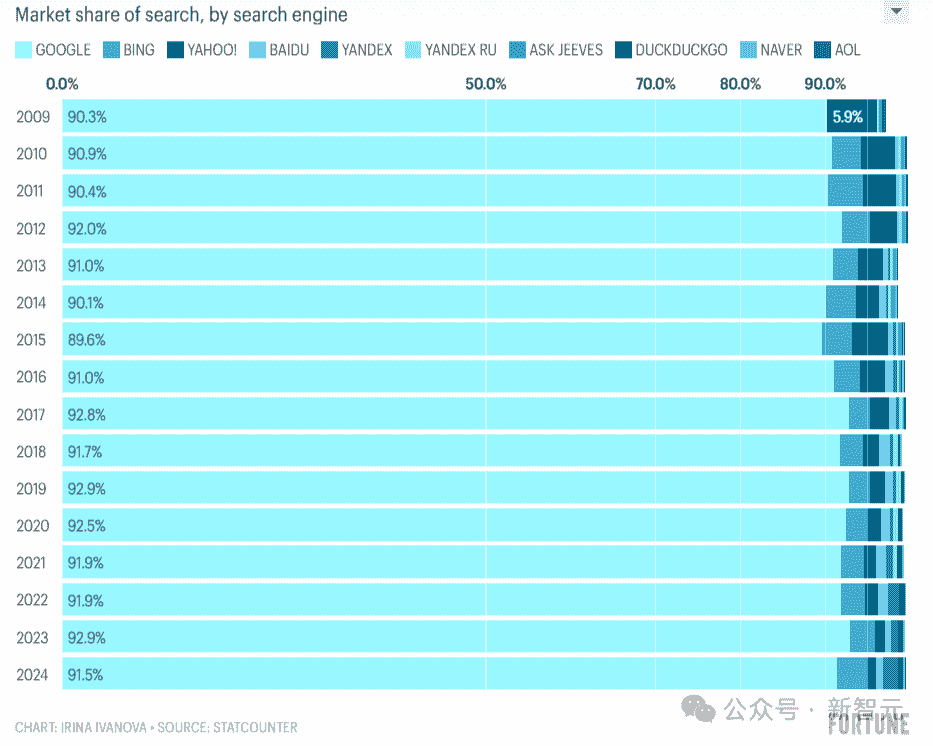 Market share of search, by search engine
GOOGLE BING YAHOO! BAIDU YANDEX YANDEX RU ASK JEEVES DUCKDUCKGO NAVER AOL
0.0% 50.0% 70.0% 80.0% 90.0%
2009 90.3% 5.9%
2010 90.9%
2011 90.4%
2012 92.0%
2013 91.0%
2014 90.1%
2015 89.6%
2016 91.0%
2017 92.8%
2018 91.7%
2019 92.9%
2020 92.5%
2021 91.9%
2022 91.9%
2023 92.9%
2024 91.5%
公众号 · 新智元
CHART: IRINA IVANOVA • SOURCE: STATCOUNTER
FORTUNE